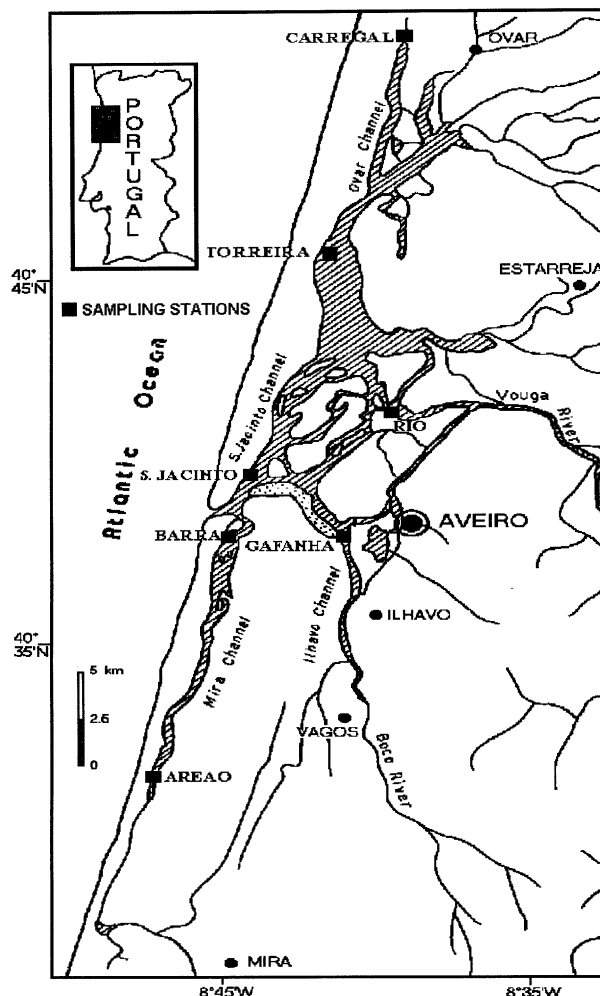 CARREGAL
OVAR
PORTUGAL
Ovar Channel
TORREIRA
40°
45'N
ESTARREJA
SAMPLING STATIONS
Atlantic Ocean
S.Jacinto Channel
Vouga
River
RIO
S. JACINTO
BARRA
GAFANHA
AVEIRO
Ilhavo Channel
ILHAVO
40°
35'N
5 km
2.5
0
Mira Channel
VAGOS
Boco River
AREAO
MIRA
8°45'W
8°35'W